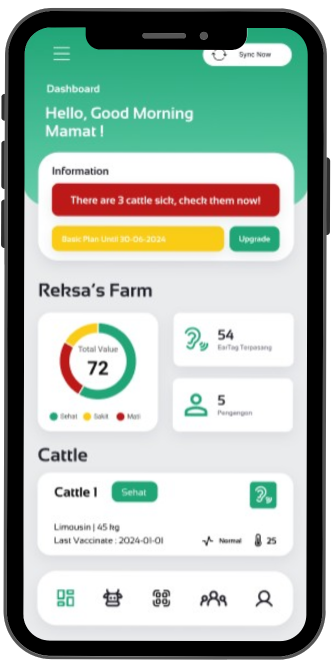 Sync Now
Dashboard
Hello, Good Morning
Mamat !
Information
There are 3 cattle sick, check them now!
Basic Plan Until 30-06-2024
Upgrade
Reksa's Farm
Total Value
72
Sehat
Sakit
Mati
54
EarTag Terpasang
5
Pengangon
Cattle
Cattle 1
Sehat
Limousin | 45 kg
Last Vaccinate : 2024-01-01
Normal
25